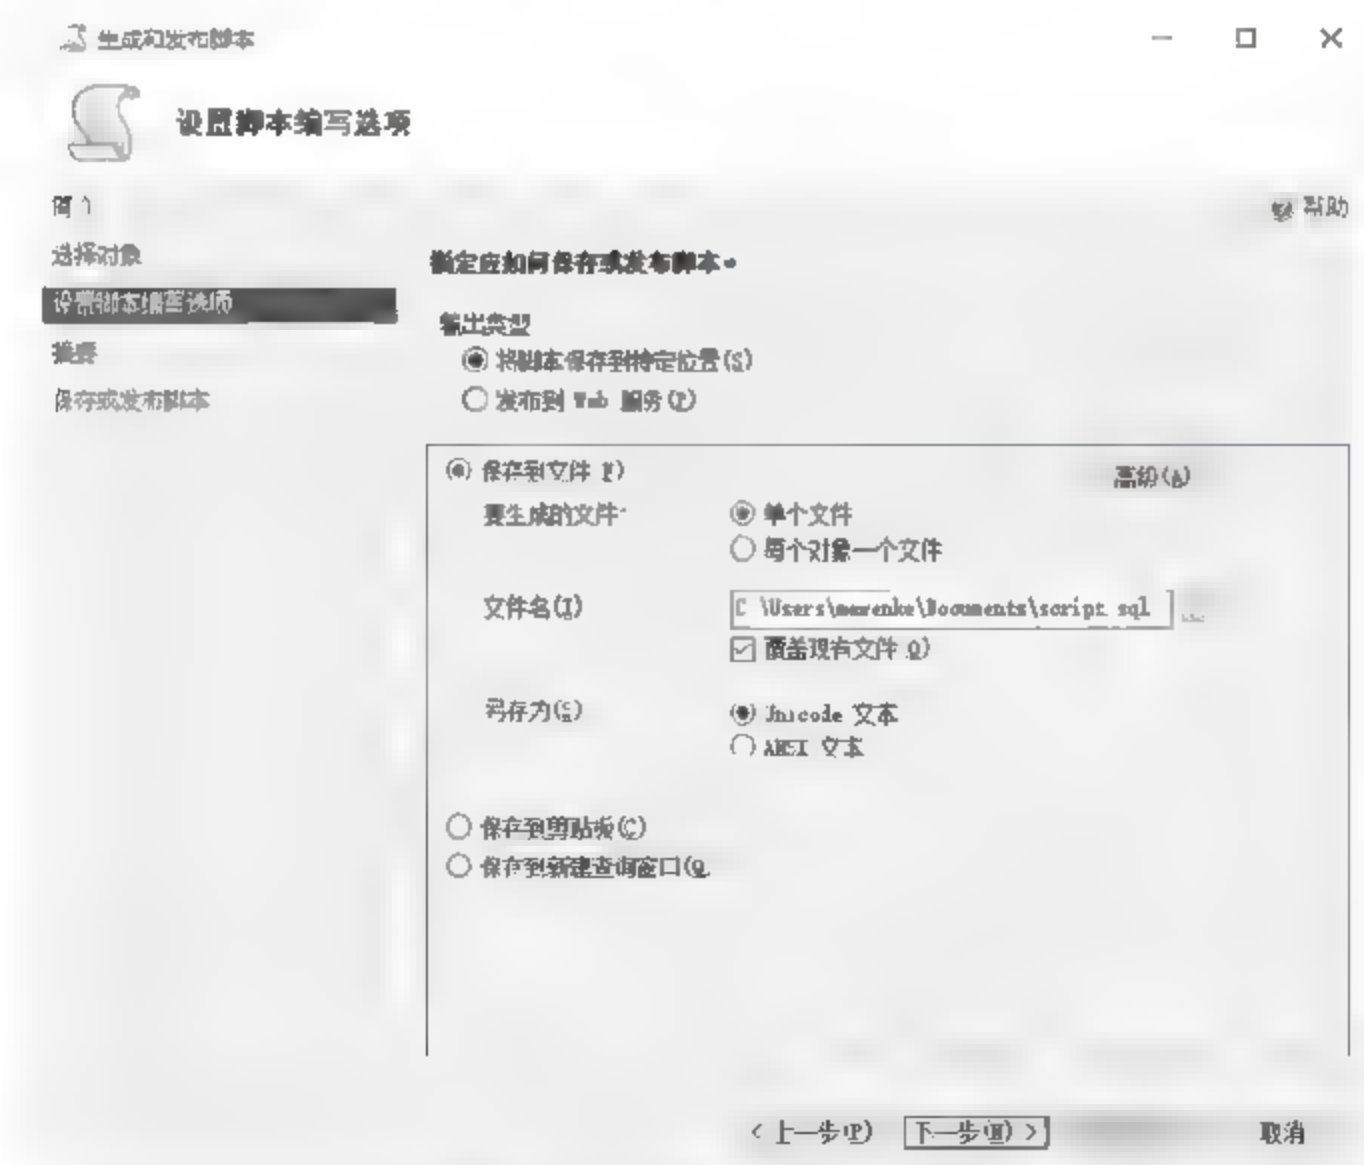 生成和发布脚本
设置脚本编写选项
简介
帮助
选择对象
设置脚本编写选项
摘要
保存或发布脚本
指定应如何保存或发布脚本。
输出类型
将脚本保存到特定位置(S)
发布到 Web 服务(P)
保存到文件(F)
高级(A)
要生成的文件:
单个文件
每个对象一个文件
文件名(I)
C:\Users\ \Documents\script.sql
覆盖现有文件(O)
另存为(S)
Unicode 文本
ANSI 文本
保存到剪贴板(C)
保存到新建查询窗口(Q)
< 上一步(P)
下一步(N) >
取消